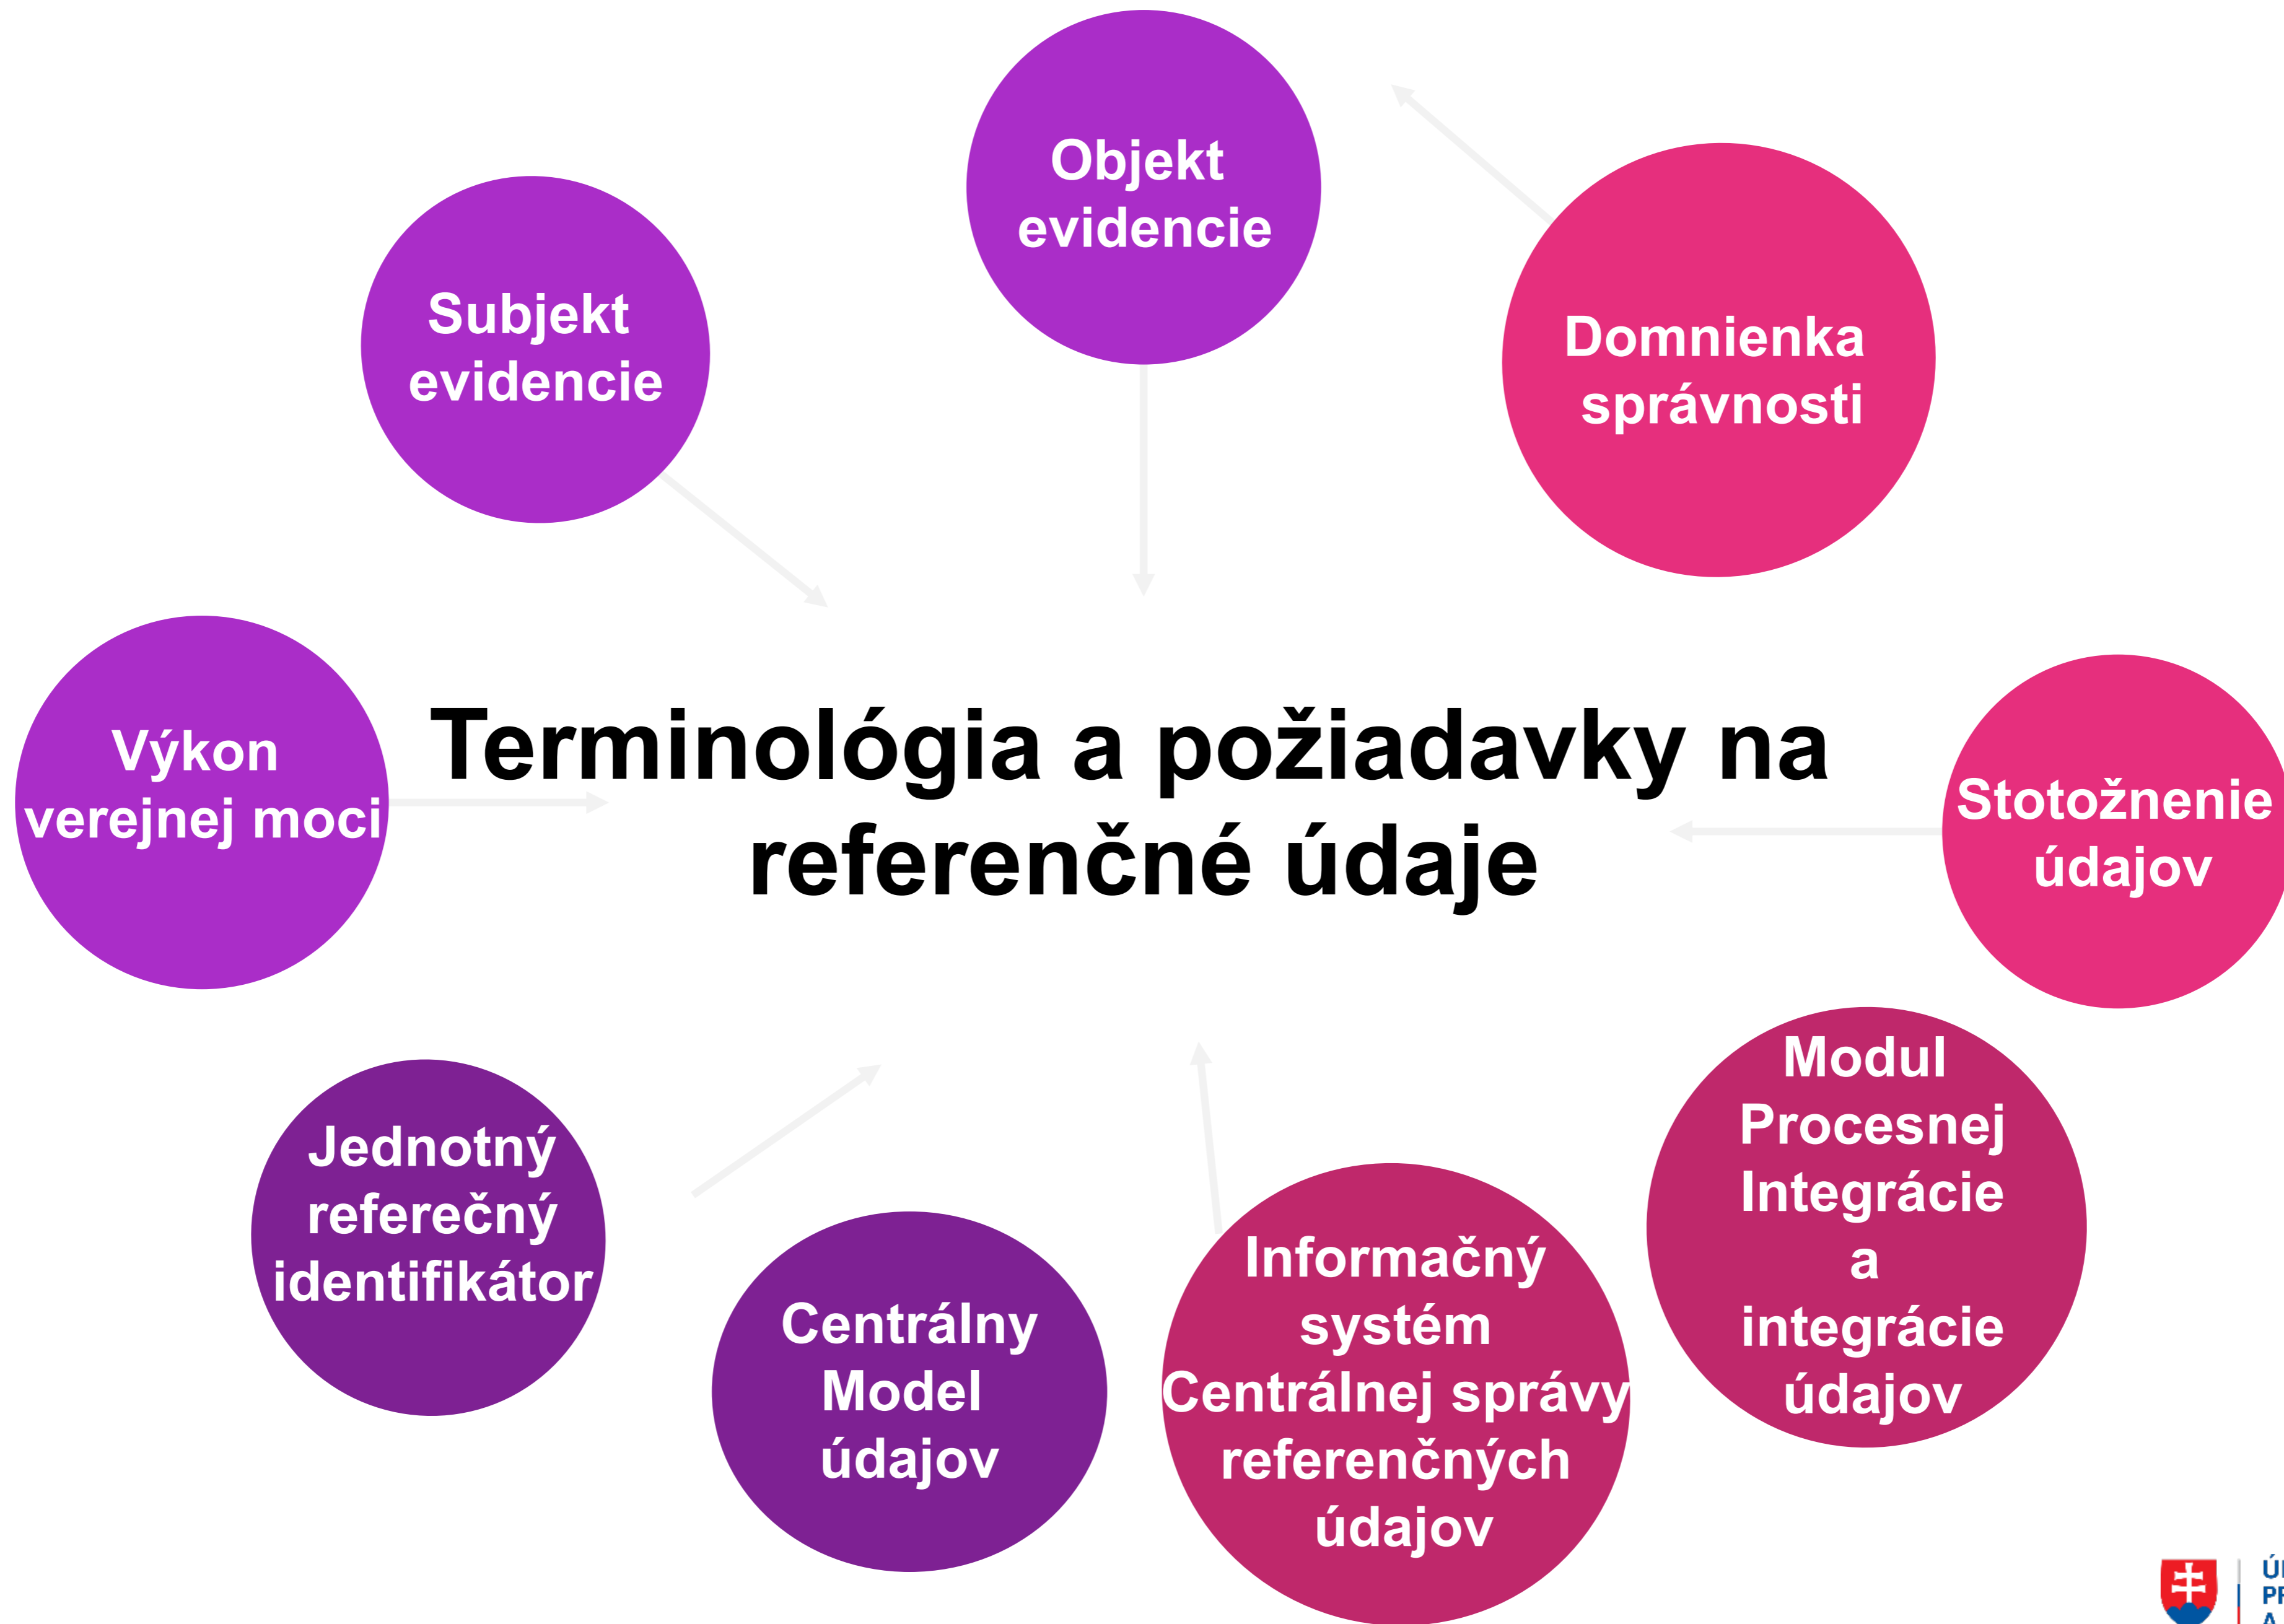 Objekt
evidencie
Subjekt
evidencie
Domnienka
správnosti
Výkon
verejnej moci
Terminológia a požiadavky na
referenčné údaje
Stotožnenie
údajov
Jednotný
referečný
identifikátor
Centrálny
Model
údajov
Informačný
systém
Centrálnej správy
referenčných
údajov
Modul
Procesnej
Integrácie
a
integrácie
údajov